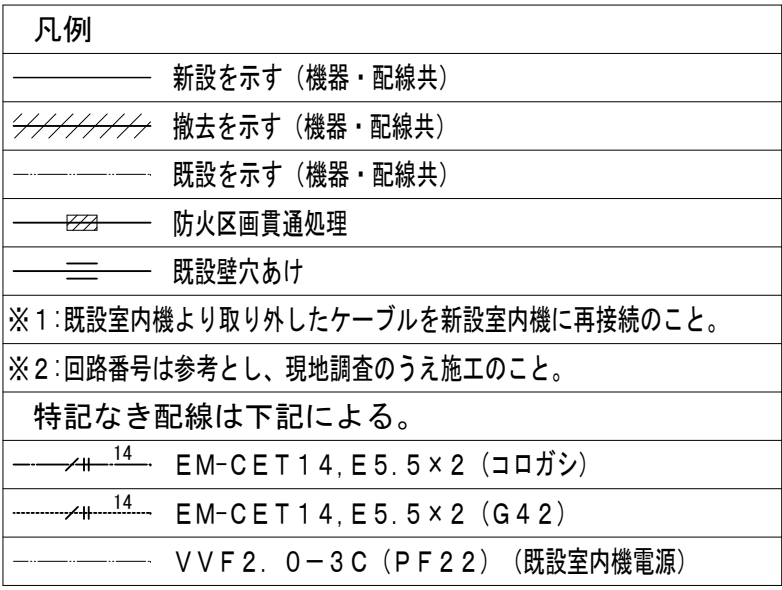 凡例
新設を示す（機器・配線共）
撤去を示す（機器・配線共）
既設を示す（機器・配線共）
防火区画貫通処理
既設壁穴あけ
※１:既設室内機より取り外したケーブルを新設室内機に再接続のこと。
※２:回路番号は参考とし、現地調査のうえ施工のこと。
特記なき配線は下記による。
14 ＥＭ-ＣＥＴ１４,Ｅ５.５×２（コロガシ）
14 ＥＭ-ＣＥＴ１４,Ｅ５.５×２（Ｇ４２）
ＶＶＦ２.０－３Ｃ（ＰＦ２２）（既設室内機電源）